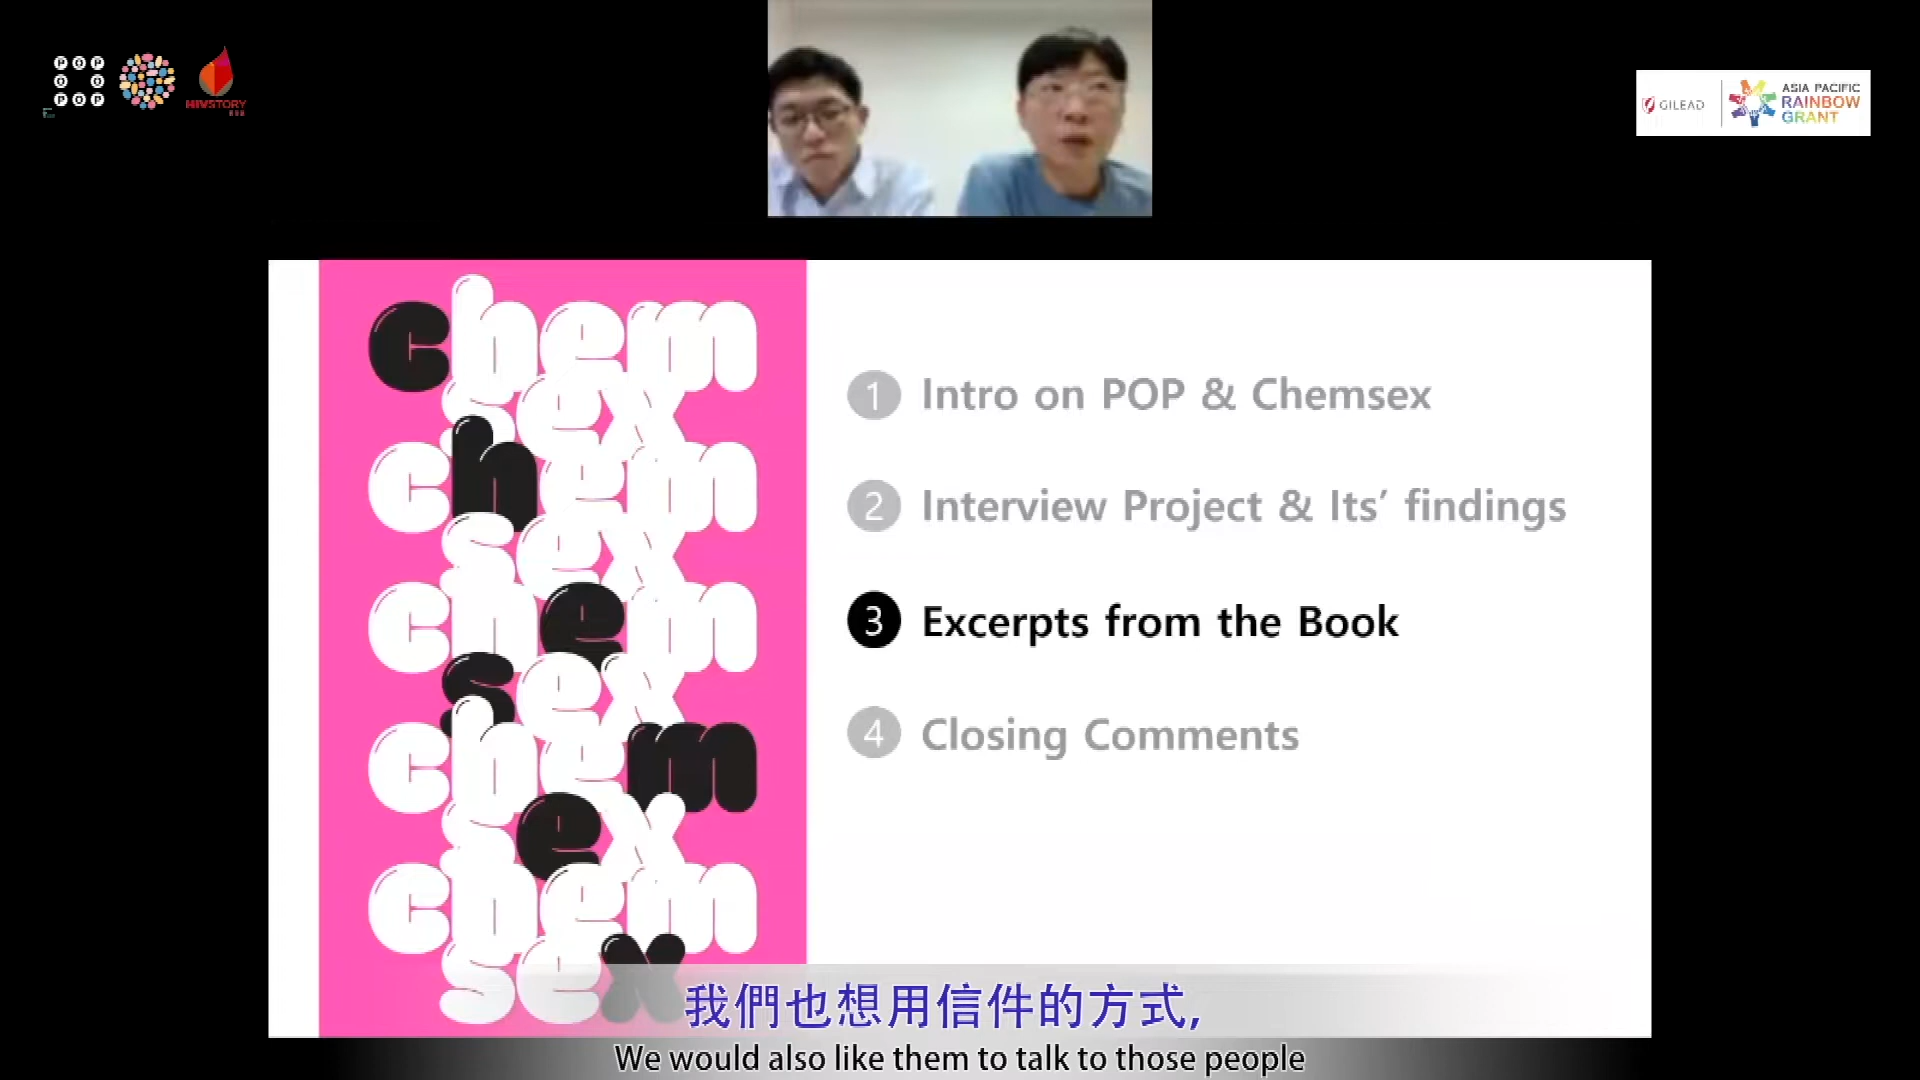 POP
O O
POP
HIVSTORY
GILEAD
ASIA PACIFIC
RAINBOW
GRANT
chem
sex
chem
sex
chem
sex
chem
sex
chem
sex
1 Intro on POP & Chemsex
2 Interview Project & Its’ findings
3 Excerpts from the Book
4 Closing Comments
我們也想用信件的方式,
We would also like them to talk to those people